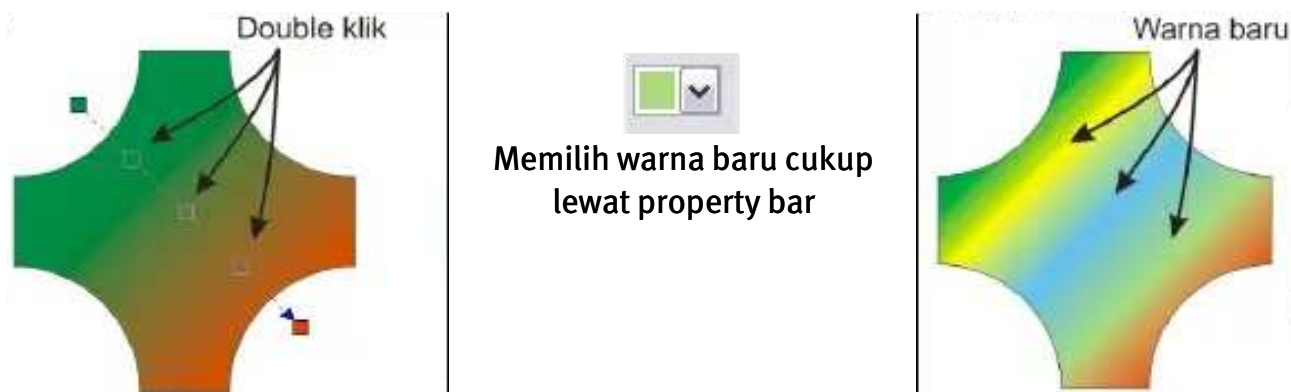 Double klik
Memilih warna baru cukup
lewat property bar
Warna baru